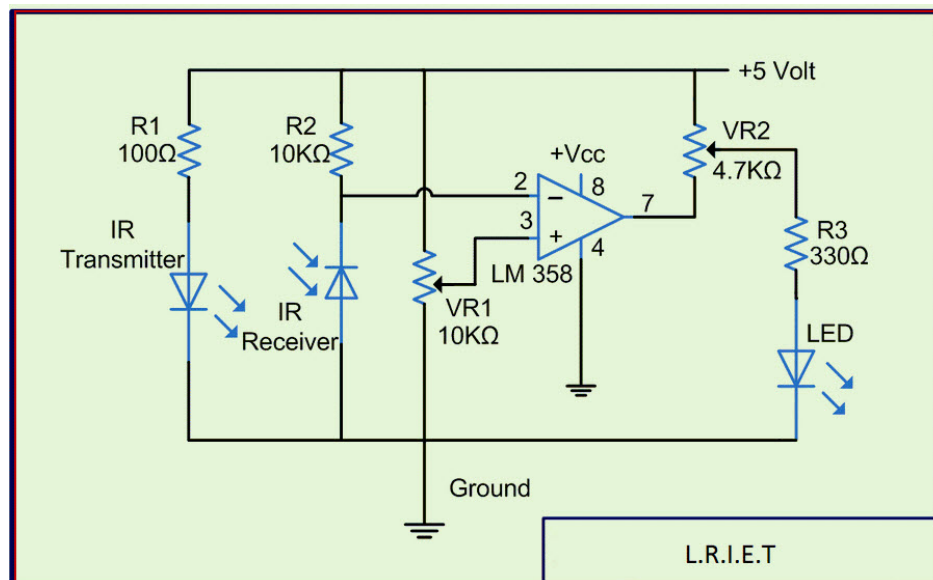 +5 Volt
R1
100Ω
R2
10KΩ
VR2
4.7KΩ
+Vcc
2
8
3
7
4
LM 358
IR
Transmitter
IR
Receiver
VR1
10KΩ
R3
330Ω
LED
Ground
L.R.I.E.T